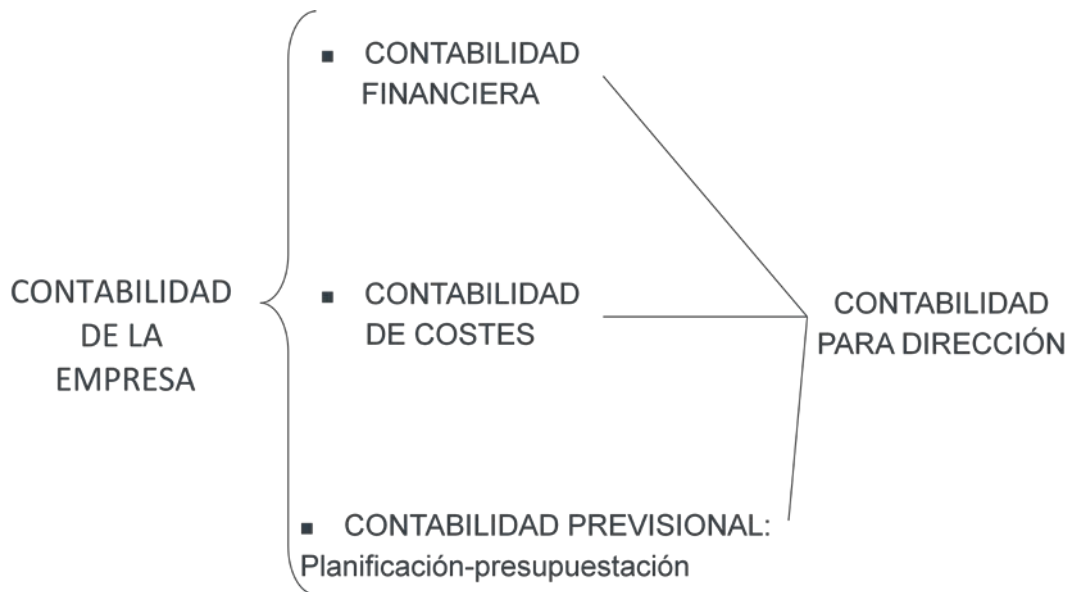 CONTABILIDAD
DE LA
EMPRESA
▪ CONTABILIDAD
FINANCIERA
▪ CONTABILIDAD
DE COSTES
▪ CONTABILIDAD PREVISIONAL:
Planificación-presupuestación
CONTABILIDAD
PARA DIRECCIÓN